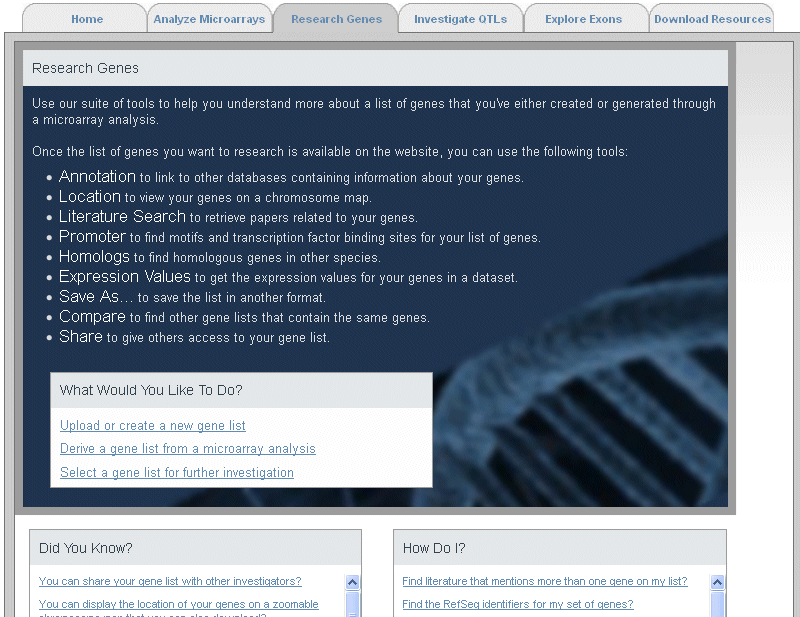 Home
Analyze Microarrays
Research Genes
Investigate QTLs
Explore Exons
Download Resources
Research Genes
Use our suite of tools to help you understand more about a list of genes that you've either created or generated through
a microarray analysis.
Once the list of genes you want to research is available on the website, you can use the following tools:
Annotation to link to other databases containing information about your genes.
Location to view your genes on a chromosome map.
Literature Search to retrieve papers related to your genes.
Promoter to find motifs and transcription factor binding sites for your list of genes.
Homologs to find homologous genes in other species.
Expression Values to get the expression values for your genes in a dataset.
Save As... to save the list in another format.
Compare to find other gene lists that contain the same genes.
Share to give others access to your gene list.
What Would You Like To Do?
Upload or create a new gene list
Derive a gene list from a microarray analysis
Select a gene list for further investigation
Did You Know?
You can share your gene list with other investigators?
You can display the location of your genes on a zoomable
How Do I?
Find literature that mentions more than one gene on my list?
Find the RefSeq identifiers for my set of genes?